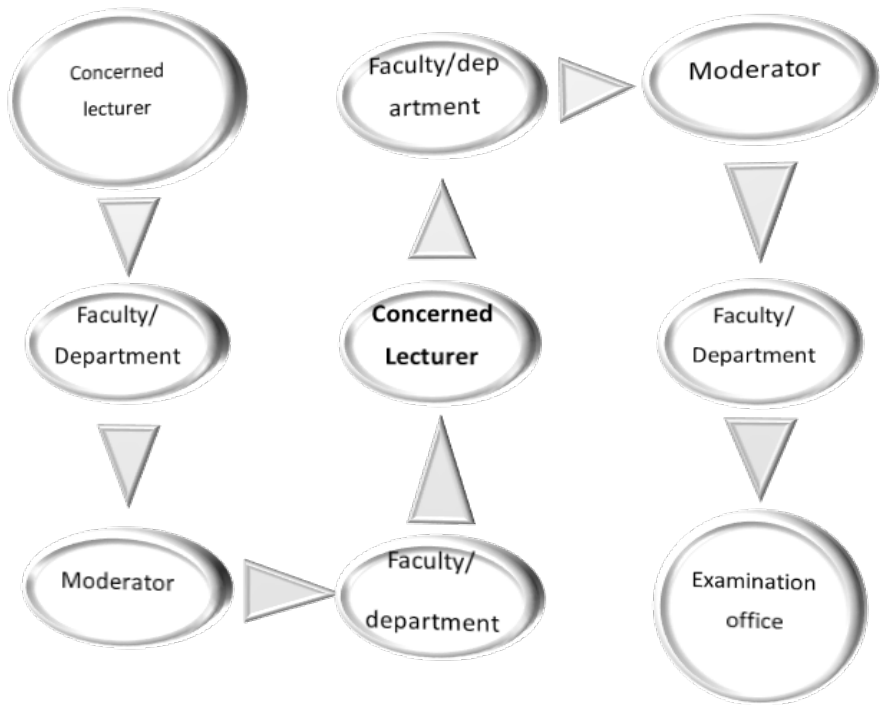 Concerned
lecturer
Faculty/
Department
Moderator
Faculty/
department
Concerned
Lecturer
Faculty/dep
artment
Moderator
Faculty/
Department
Examination
office